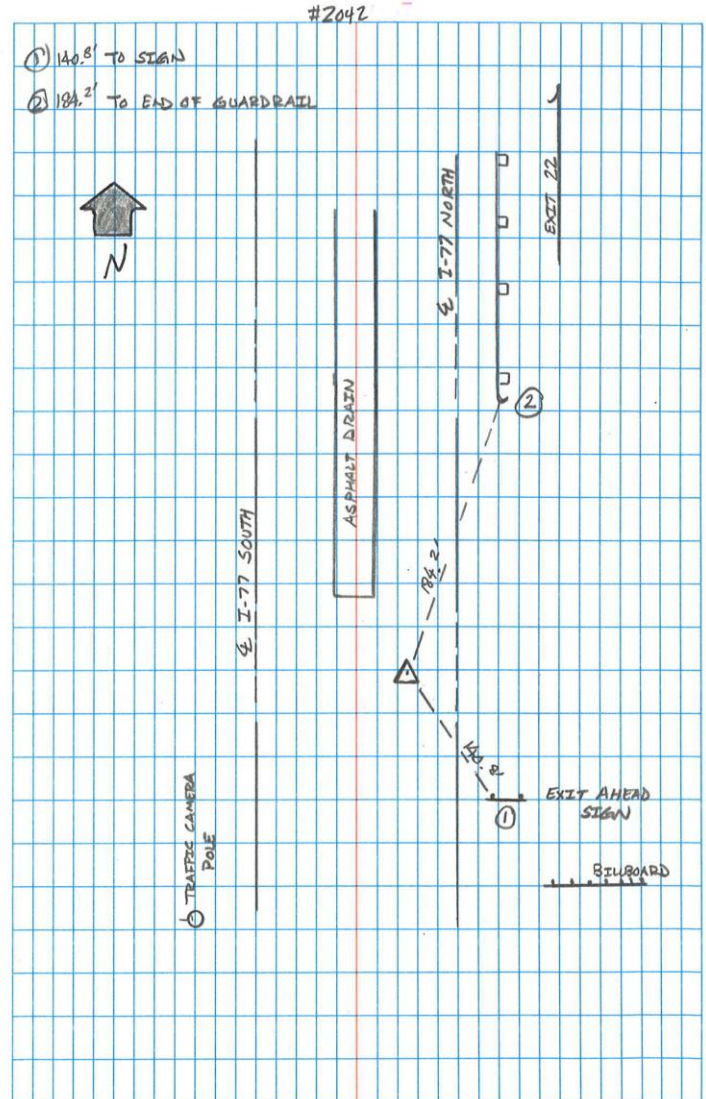 #2042
① 140.8' TO SIGN
② 184.2' TO END OF GUARDRAIL
N
℄ I-77 SOUTH
ASPHALT DRAIN
℄ I-77 NORTH
EXIT 22
②
184.2'
140.8
①
EXIT AHEAD
SIGN
BILLBOARD
TRAFFIC CAMERA
POLE